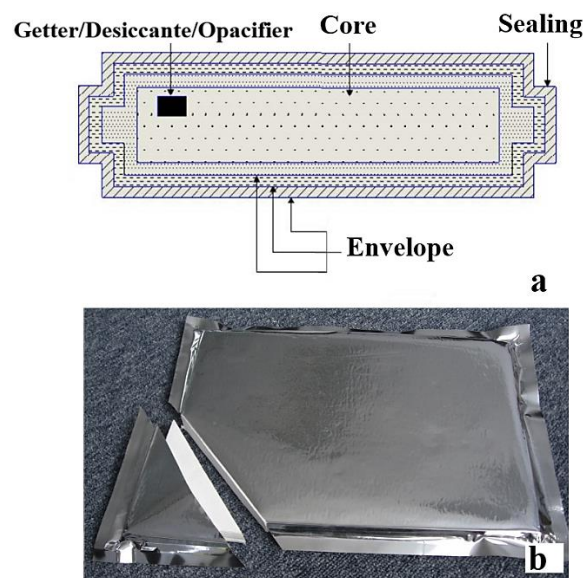 Getter/Desiccante/Opacifier
Core
Sealing
Envelope
a
b